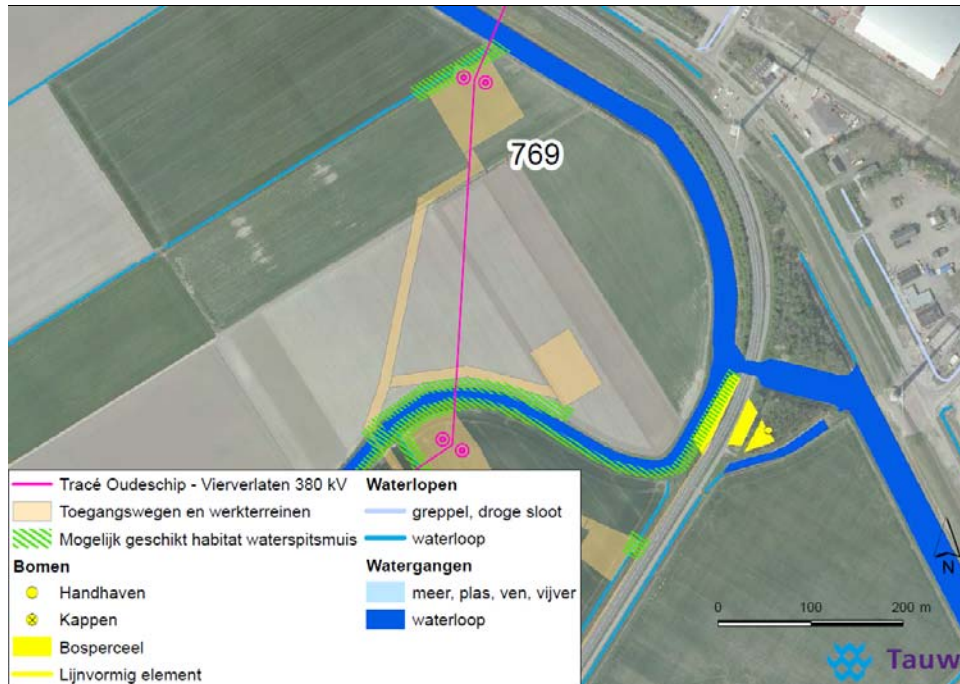 769
Tracé Oudeschip - Vierverlaten 380 kV
Toegangswegen en werkterreinen
Mogelijk geschikt habitat waterspitsmuis
Bomen
Handhaven
Kappen
Bosperceel
Lijnvormig element
Waterlopen
greppel, droge sloot
waterloop
Watergangen
meer, plas, ven, vijver
waterloop
N
0 100 200 m
Tauw